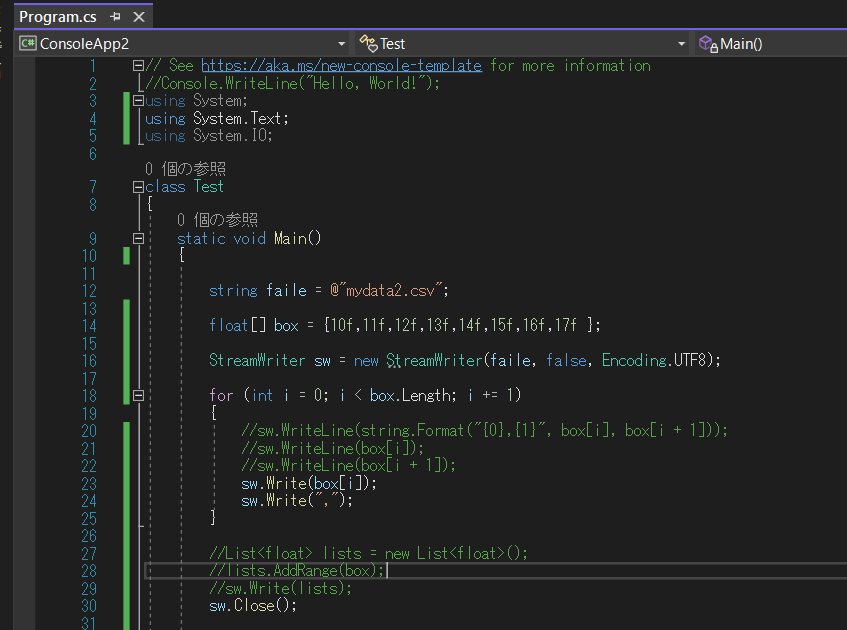 Program.cs
C# ConsoleApp2
Test
Main()
1 // See https://aka.ms/new-console-template for more information
2 //Console.WriteLine("Hello, World!");
3 using System;
4 using System.Text;
5 using System.IO;
6
0 個の参照
7 class Test
8 {
0 個の参照
9 static void Main()
10 {
11
12 string faile = @"mydata2.csv";
13
14 float[] box = {10f,11f,12f,13f,14f,15f,16f,17f };
15
16 StreamWriter sw = new StreamWriter(faile, false, Encoding.UTF8);
17
18 for (int i = 0; i < box.Length; i += 1)
19 {
20 //sw.WriteLine(string.Format("{0},{1}", box[i], box[i + 1]));
21 //sw.WriteLine(box[i]);
22 //sw.WriteLine(box[i + 1]);
23 sw.Write(box[i]);
24 sw.Write(",");
25 }
26
27 //List<float> lists = new List<float>();
28 //lists.AddRange(box);
29 //sw.Write(lists);
30 sw.Close();
31